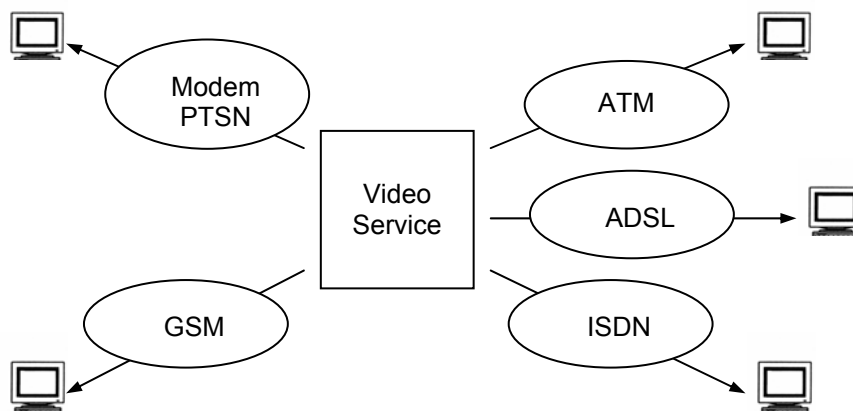 Modem
PTSN
ATM
Video
Service
ADSL
GSM
ISDN